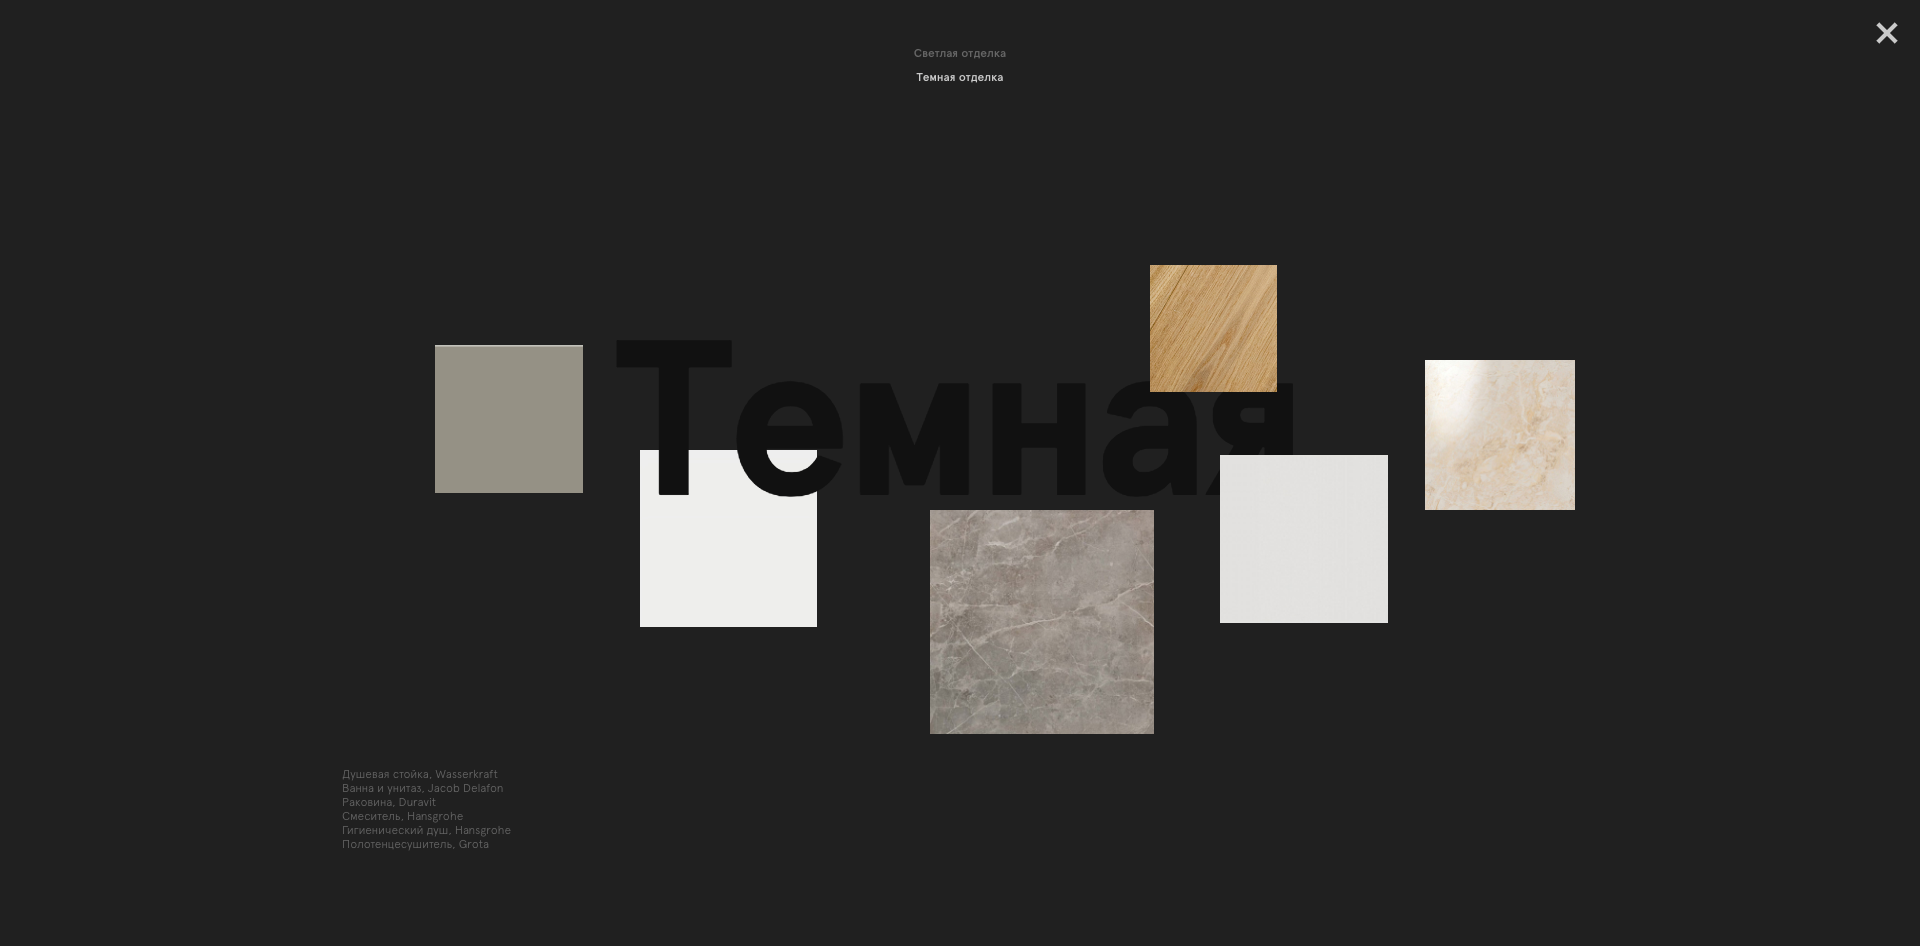 Светлая отделка
Темная отделка
Темная
Душевая стойка, Wasserkraft
Ванна и унитаз, Jacob Delafon
Раковина, Duravit
Смеситель, Hansgrohe
Гигиенический душ, Hansgrohe
Полотенцесушитель, Grota